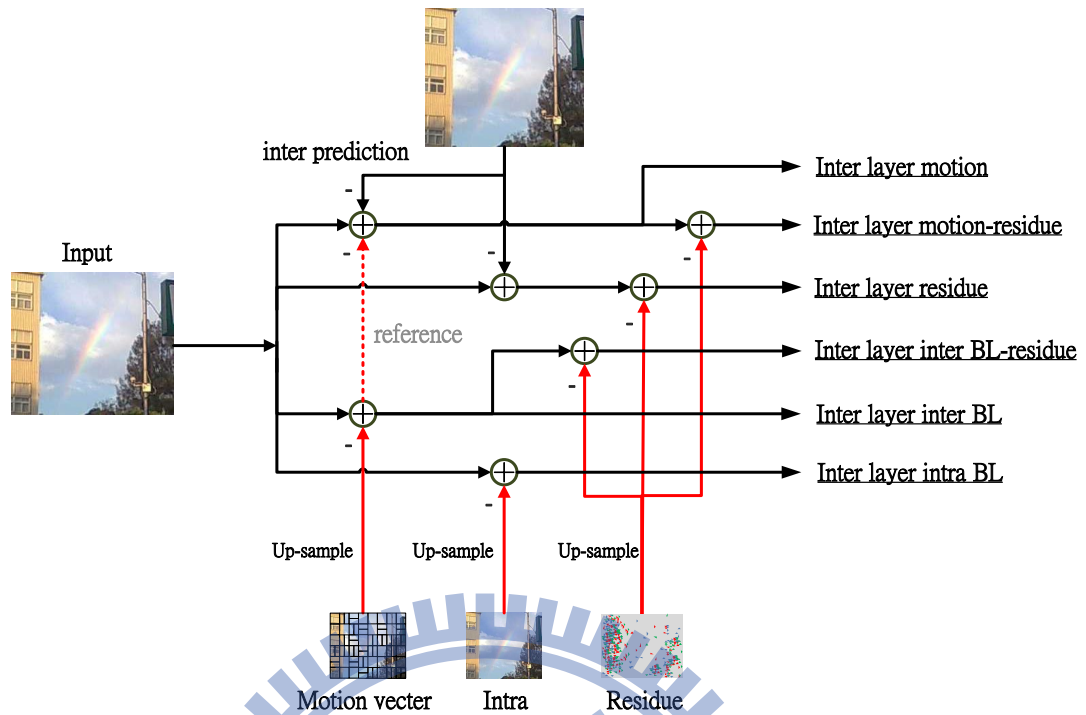 inter prediction
-
Inter layer motion
-
-
-
Inter layer motion-residue
Input
-
Inter layer residue
reference
-
Inter layer inter BL-residue
-
Inter layer inter BL
-
Inter layer intra BL
-
Up-sample
Up-sample
Up-sample
Motion vecter
Intra
Residue